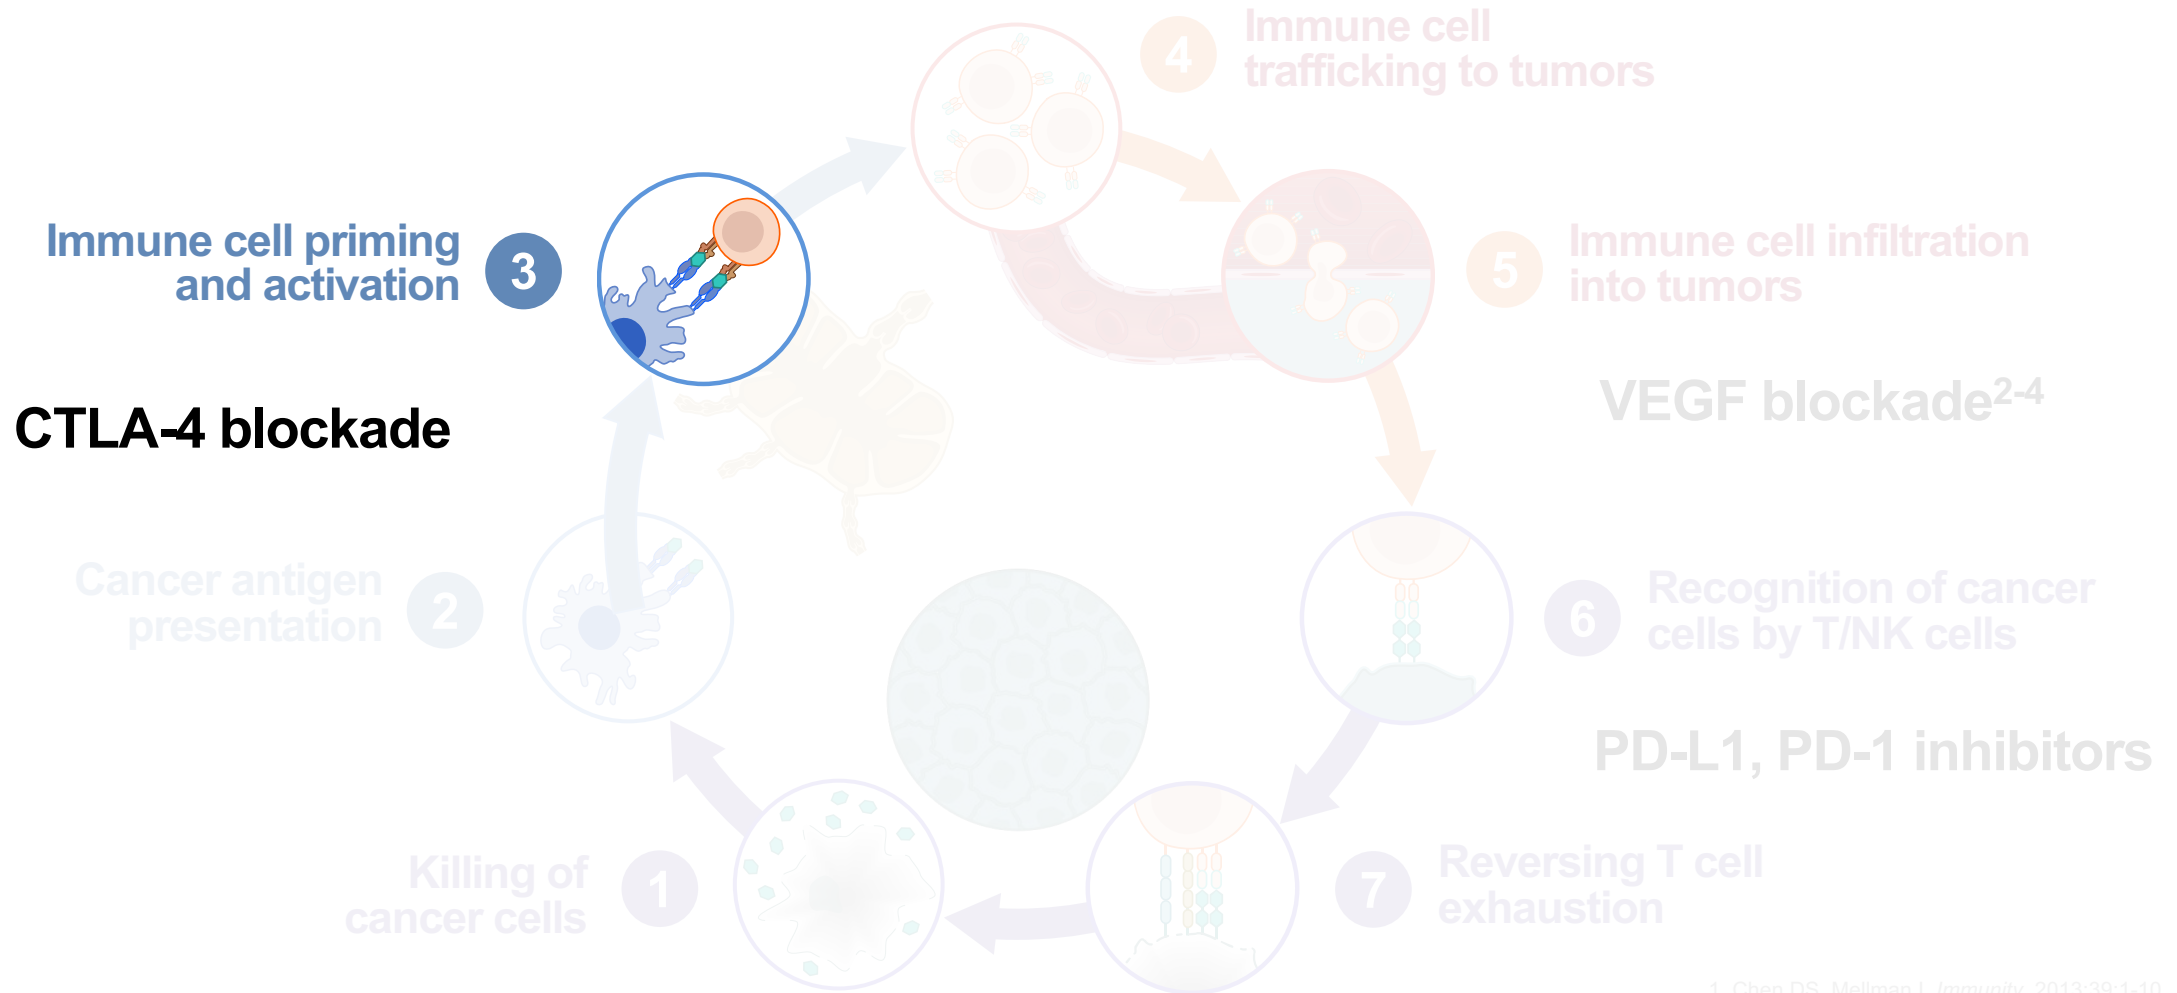 4
Immune cell
trafficking to tumors
Immune cell priming
and activation
3
5
Immune cell infiltration
into tumors
CTLA-4 blockade
VEGF blockade2-4
Cancer antigen
presentation
2
6
Recognition of cancer
cells by T/NK cells
PD-L1, PD-1 inhibitors
Killing of
cancer cells
1
7
Reversing T cell
exhaustion
1. Chen DS, Mellman I. Immunity. 2013;39:1-10